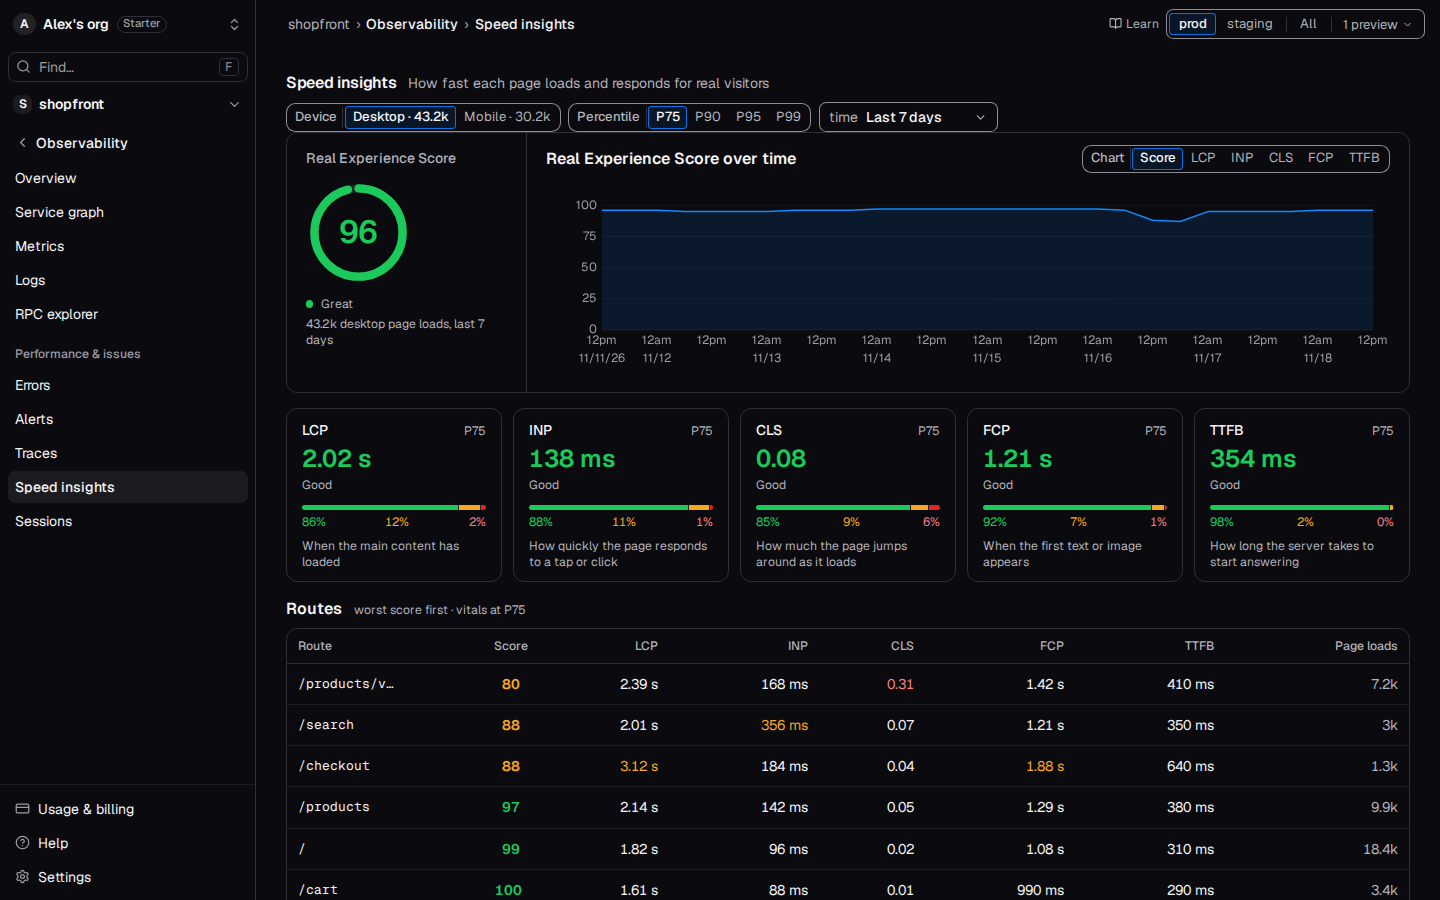 A Alex's org Starter
Find... F
S shopfront
Observability
Overview
Service graph
Metrics
Logs
RPC explorer
Performance & issues
Errors
Alerts
Traces
Speed insights
Sessions
Usage & billing
Help
Settings
shopfront › Observability › Speed insights
Learn prod staging All 1 preview
Speed insights How fast each page loads and responds for real visitors
Device Desktop · 43.2k Mobile · 30.2k Percentile P75 P90 P95 P99 time Last 7 days
Real Experience Score
96
Great
43.2k desktop page loads, last 7
days
Real Experience Score over time
Chart Score LCP INP CLS FCP TTFB
100
75
50
25
0
12pm 12am 12pm 12am 12pm 12am 12pm 12am 12pm 12am 12pm 12am 12pm 12am 12pm
11/11/26 11/12 11/13 11/14 11/15 11/16 11/17 11/18
LCP P75
2.02 s
Good
86% 12% 2%
When the main content has
loaded
INP P75
138 ms
Good
88% 11% 1%
How quickly the page responds
to a tap or click
CLS P75
0.08
Good
85% 9% 6%
How much the page jumps
around as it loads
FCP P75
1.21 s
Good
92% 7% 1%
When the first text or image
appears
TTFB P75
354 ms
Good
98% 2% 0%
How long the server takes to
start answering
Routes worst score first · vitals at P75
Route Score LCP INP CLS FCP TTFB Page loads
/products/v… 80 2.39 s 168 ms 0.31 1.42 s 410 ms 7.2k
/search 88 2.01 s 356 ms 0.07 1.21 s 350 ms 3k
/checkout 88 3.12 s 184 ms 0.04 1.88 s 640 ms 1.3k
/products 97 2.14 s 142 ms 0.05 1.29 s 380 ms 9.9k
/ 99 1.82 s 96 ms 0.02 1.08 s 310 ms 18.4k
/cart 100 1.61 s 88 ms 0.01 990 ms 290 ms 3.4k